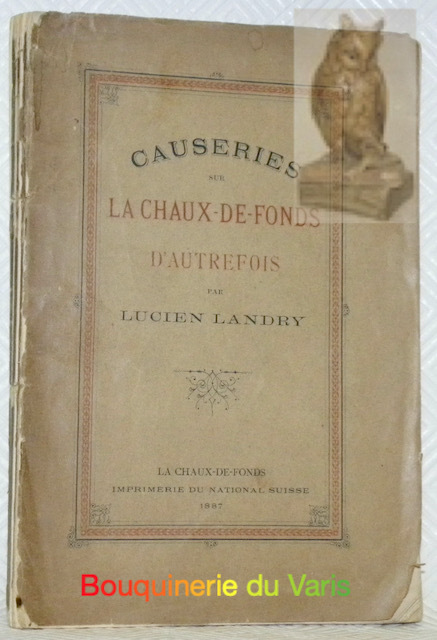 CAUSERIES
SUR
LA CHAUX-DE-FONDS
D'AUTREFOIS
PAR
LUCIEN LANDRY
LA CHAUX-DE-FONDS
IMPRIMERIE DU NATIONAL SUISSE
1887
Bouquinerie du Varis